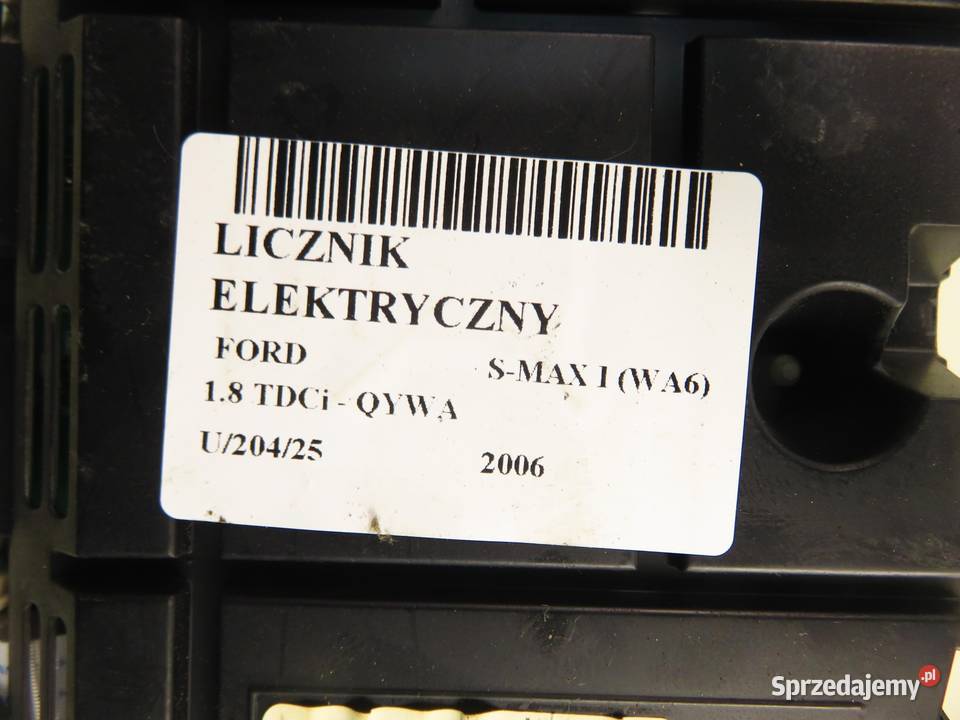 LICZNIK
ELEKTRYCZNY
FORD S-MAX I (WA6)
1.8 TDCi - QYWA
U/204/25 2006
Sprzedajemy.pl